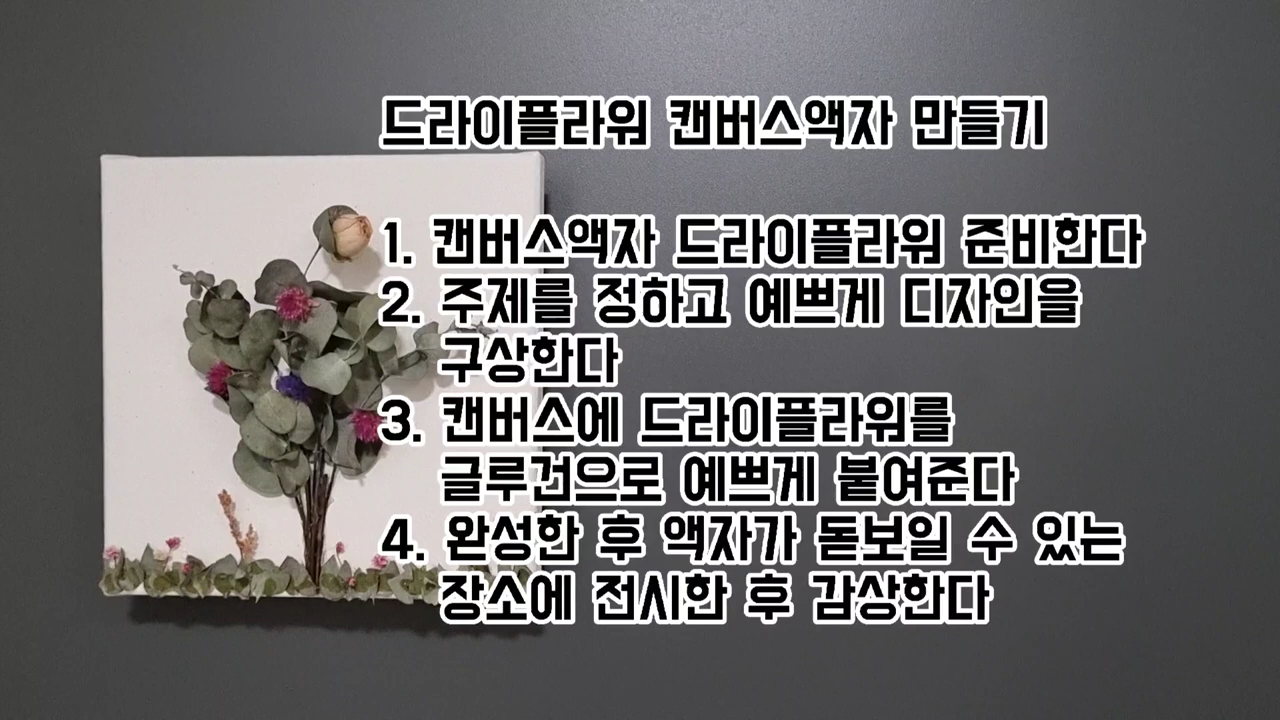 드라이플라워 캔버스액자 만들기
1. 캔버스액자 드라이플라워 준비한다
2. 주제를 정하고 예쁘게 디자인을
구상한다
3. 캔버스에 드라이플라워를
글루건으로 예쁘게 붙여준다
4. 완성한 후 액자가 돋보일 수 있는
장소에 전시한 후 감상한다